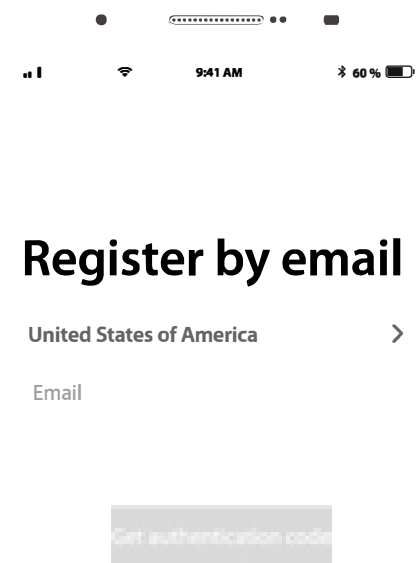 9:41 AM
60 %
Register by email
United States of America
Email
Get authentication code